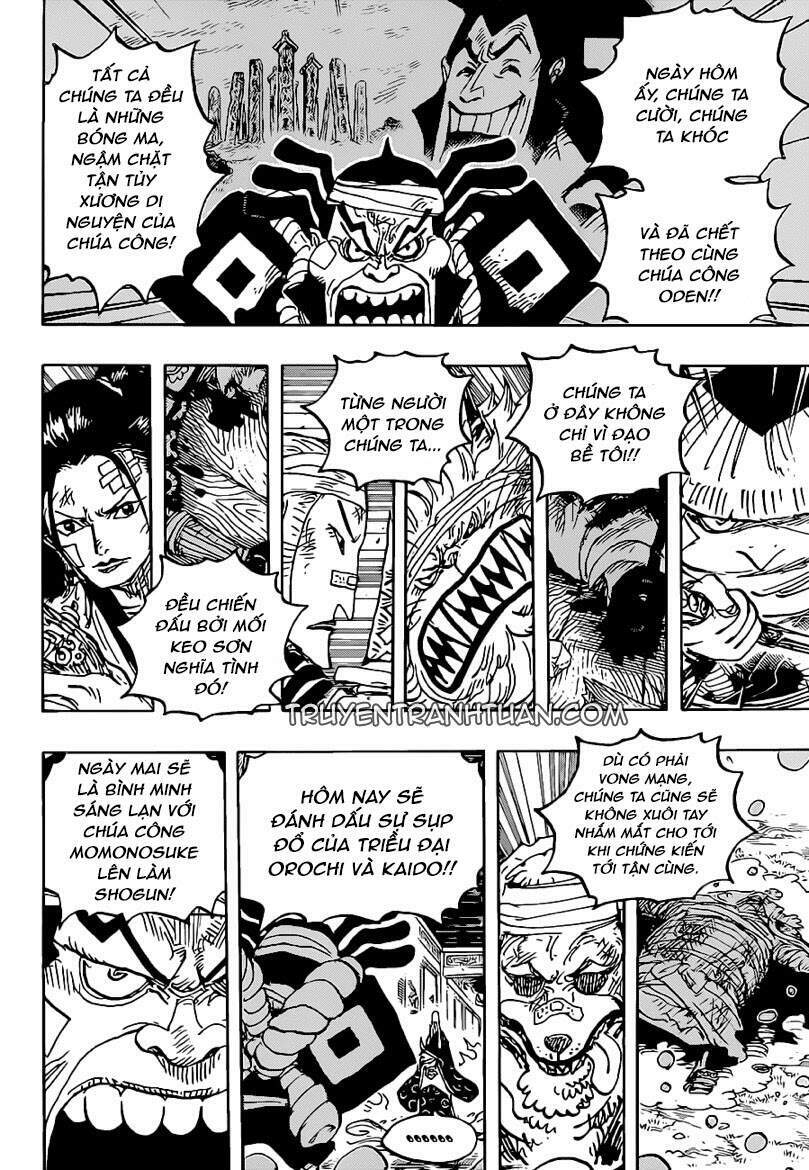 NGÀY HÔM
ẤY, CHÚNG TA
CƯỜI, CHÚNG
TA KHÓC
VÀ ĐÃ CHẾT
THEO CÙNG
CHÚA CÔNG
ODEN!!
TẤT CẢ
CHÚNG TA ĐỀU
LÀ NHỮNG
BÓNG MA,
NGẬM CHẶT
TẬN TỦY
XƯƠNG DI
NGUYỆN CỦA
CHÚA CÔNG!
CHÚNG TA
Ở ĐÂY KHÔNG
CHỈ VÌ ĐẠO
BỀ TÔI!!
TỪNG NGƯỜI
MỘT TRONG
CHÚNG TA...
ĐỀU CHIẾN
ĐẤU BỞI MỐI
KEO SƠN
NGHĨA TÌNH
ĐÓ!
TRUYENTRANHTUAN.COM
DÙ CÓ PHẢI
VONG MẠNG,
CHÚNG TA CŨNG SẼ
KHÔNG XUÔI TAY
NHẮM MẮT CHO TỚI
KHI CHỨNG KIẾN
TỚI TẬN CÙNG.
HÔM NAY SẼ
ĐÁNH DẤU SỰ SỤP
ĐỔ CỦA TRIỀU ĐẠI
OROCHI VÀ KAIDO!!
NGÀY MAI SẼ
LÀ BÌNH MINH
SÁNG LẠN VỚI
CHÚA CÔNG
MOMONOSUKE
LÊN LÀM
SHOGUN!
......